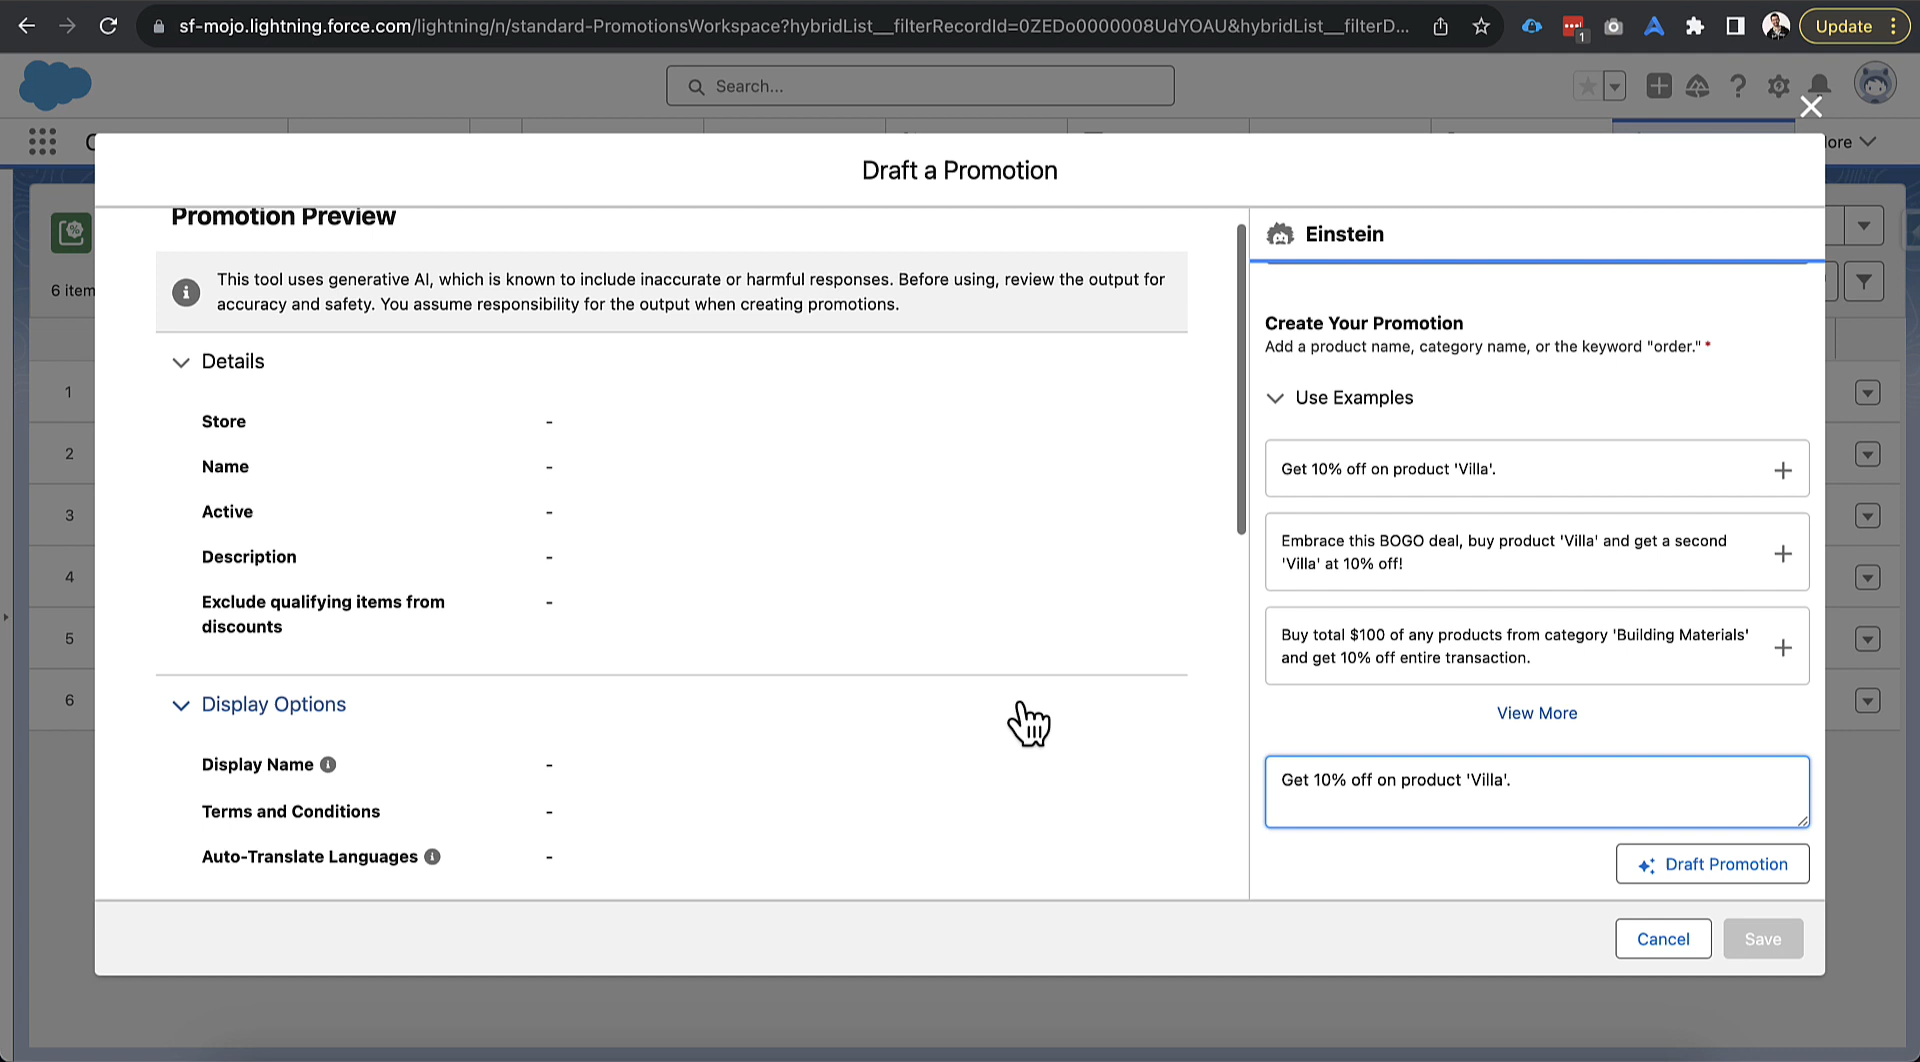 sf-mojo.lightning.force.com/lightning/n/standard-PromotionsWorkspace?hybridList__filterRecordId=0ZEDo0000008UdYOAU&hybridList__filterD...
1
Update
Search...
ore
Draft a Promotion
Promotion Preview
Einstein
This tool uses generative AI, which is known to include inaccurate or harmful responses. Before using, review the output for
accuracy and safety. You assume responsibility for the output when creating promotions.
6 item
Details
Store -
Name -
Active -
Description -
Exclude qualifying items from
discounts -
Display Options
Display Name -
Terms and Conditions -
Auto-Translate Languages -
1
2
3
4
5
6
Create Your Promotion
Add a product name, category name, or the keyword "order." *
Use Examples
Get 10% off on product 'Villa'.
Embrace this BOGO deal, buy product 'Villa' and get a second
'Villa' at 10% off!
Buy total $100 of any products from category 'Building Materials'
and get 10% off entire transaction.
View More
Get 10% off on product 'Villa'.
Draft Promotion
Cancel
Save